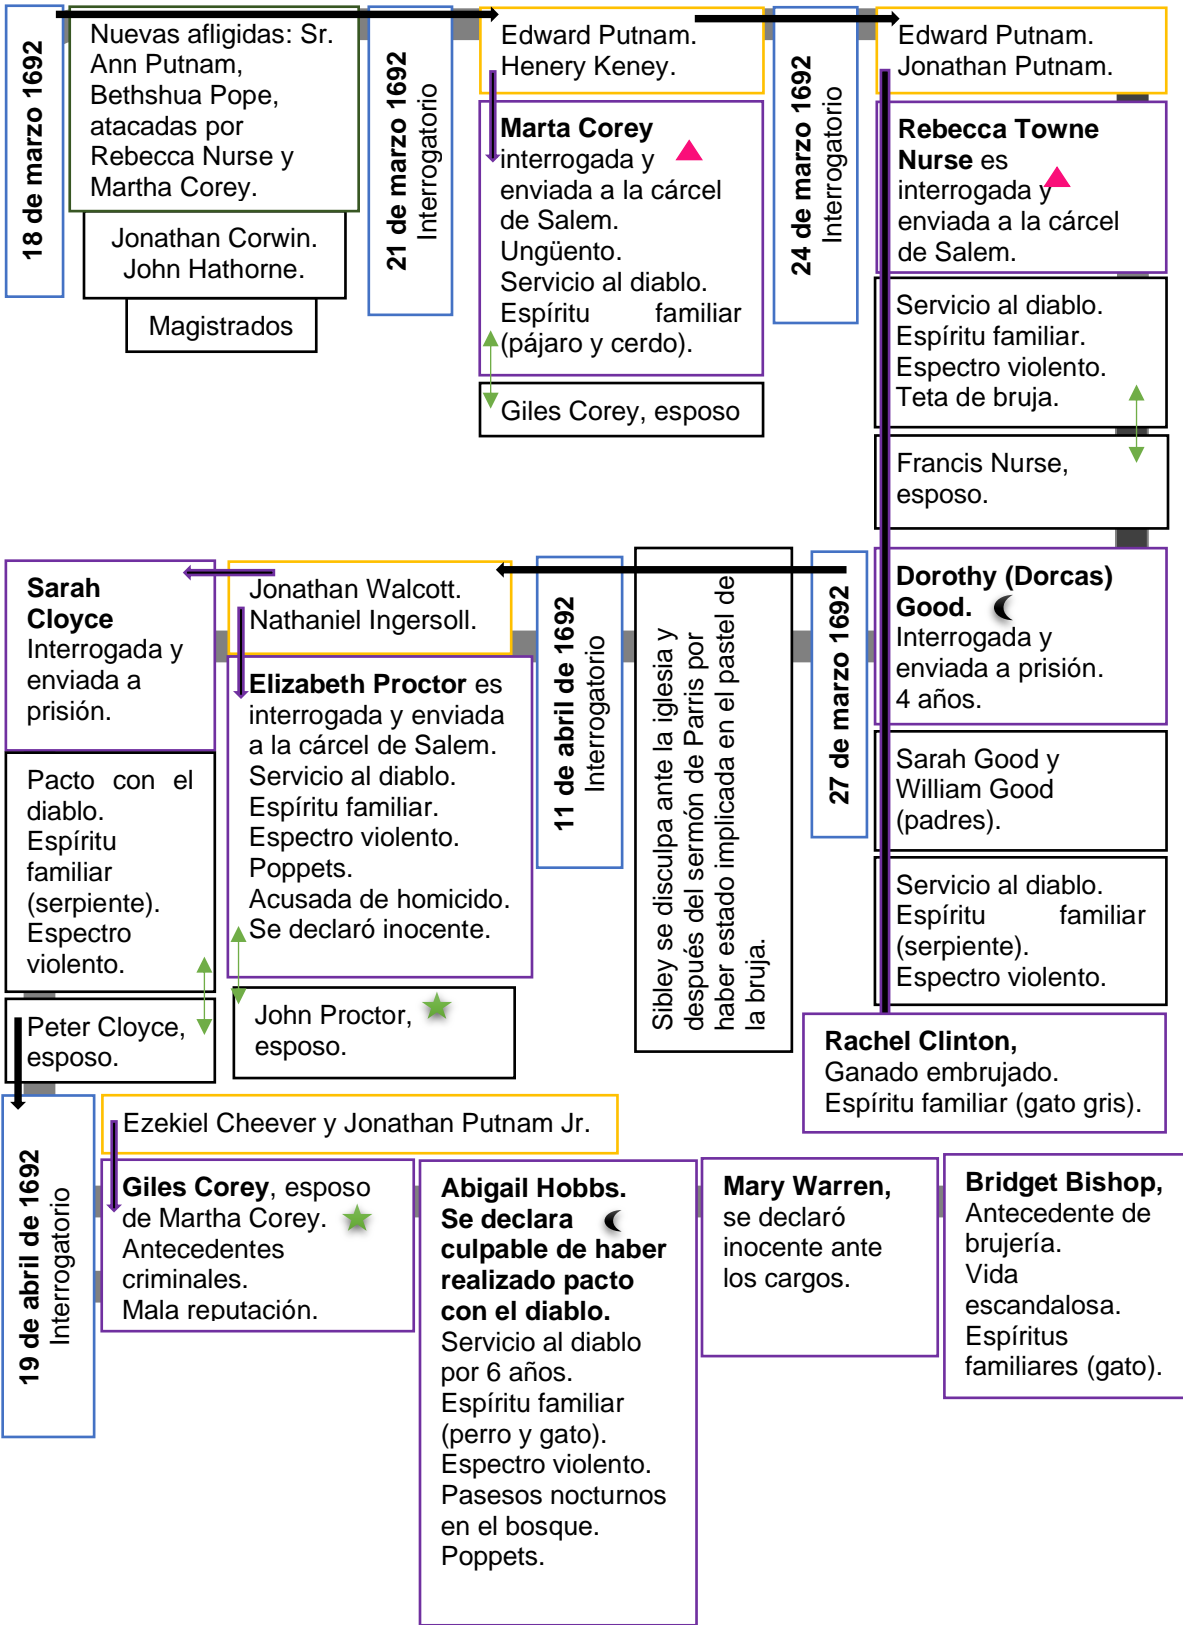 18 de marzo 1692
Nuevas afligidas: Sr.
Ann Putnam,
Bethshua Pope,
atacadas por
Rebecca Nurse y
Martha Corey.
Jonathan Corwin.
John Hathorne.
Magistrados
21 de marzo 1692
Interrogatorio
Edward Putnam.
Henery Keney.
Marta Corey
interrogada y
enviada a la cárcel
de Salem.
Ungüento.
Servicio al diablo.
Espíritu familiar
(pájaro y cerdo).
Giles Corey, esposo
24 de marzo 1692
Interrogatorio
Edward Putnam.
Jonathan Putnam.
Rebecca Towne
Nurse es
interrogada y
enviada a la cárcel
de Salem.
Servicio al diablo.
Espíritu familiar.
Espectro violento.
Teta de bruja.
Francis Nurse,
esposo.
Dorothy (Dorcas)
Good.
Interrogada y
enviada a prisión.
4 años.
Sarah Good y
William Good
(padres).
Servicio al diablo.
Espíritu familiar
(serpiente).
Espectro violento.
Rachel Clinton,
Ganado embrujado.
Espíritu familiar (gato gris).
27 de marzo 1692
Sibley se disculpa ante la iglesia y
después del sermón de Parris por
haber estado implicada en el pastel de
la bruja.
11 de abril de 1692
Interrogatorio
Jonathan Walcott.
Nathaniel Ingersoll.
Elizabeth Proctor es
interrogada y enviada
a la cárcel de Salem.
Servicio al diablo.
Espíritu familiar.
Espectro violento.
Poppets.
Acusada de homicido.
Se declaró inocente.
John Proctor,
esposo.
Sarah
Cloyce
Interrogada y
enviada a
prisión.
Pacto con el
diablo.
Espíritu
familiar
(serpiente).
Espectro
violento.
Peter Cloyce,
esposo.
19 de abril de 1692
Interrogatorio
Ezekiel Cheever y Jonathan Putnam Jr.
Giles Corey, esposo
de Martha Corey.
Antecedentes
criminales.
Mala reputación.
Abigail Hobbs.
Se declara
culpable de haber
realizado pacto
con el diablo.
Servicio al diablo
por 6 años.
Espíritu familiar
(perro y gato).
Espectro violento.
Pasesos nocturnos
en el bosque.
Poppets.
Mary Warren,
se declaró
inocente ante
los cargos.
Bridget Bishop,
Antecedente de
brujería.
Vida
escandalosa.
Espíritus
familiares (gato).